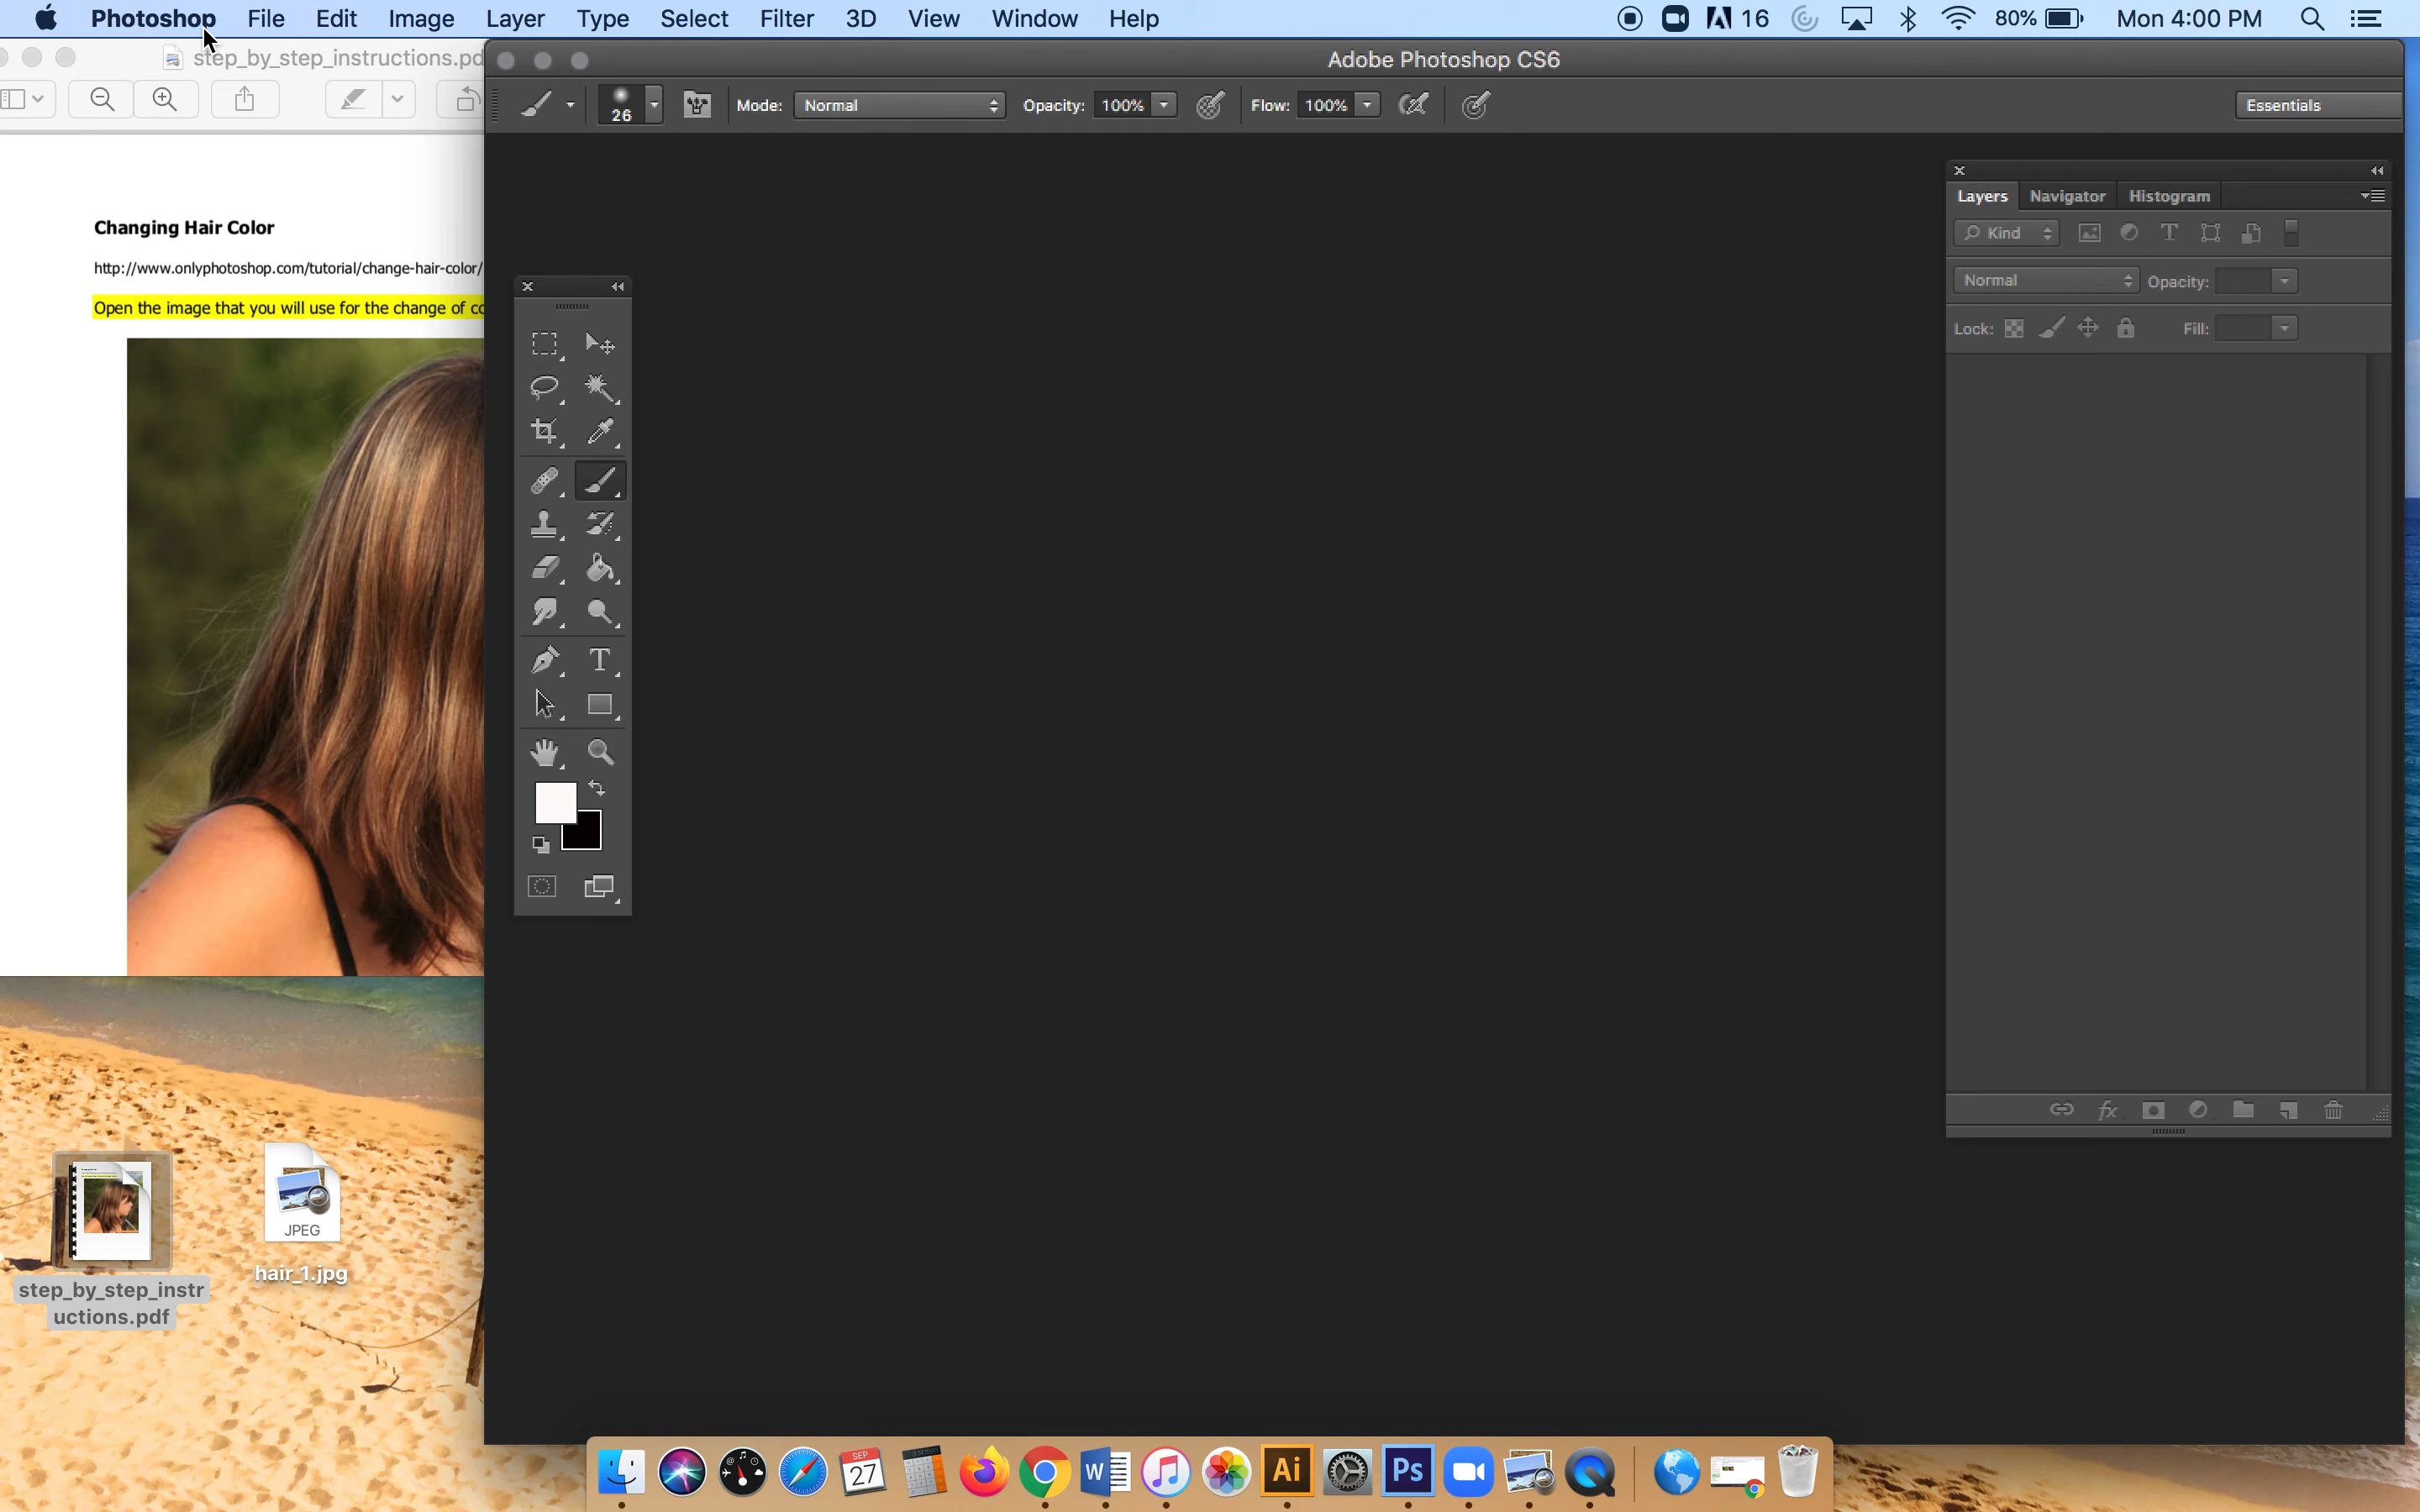 Photoshop File Edit Image Layer Type Select Filter 3D View Window Help 16 80% Mon 4:00 PM
step_by_step_instructions.pd
Adobe Photoshop CS6
26 Mode: Normal Opacity: 100% Flow: 100% Essentials
Changing Hair Color
http://www.onlyphotoshop.com/tutorial/change-hair-color/
Open the image that you will use for the change of co
Layers Navigator Histogram
Kind
Normal Opacity:
Lock: Fill:
fx
JPEG
step_by_step_instr
uctions.pdf
hair_1.jpg
SEP
27
W
Ai
Ps